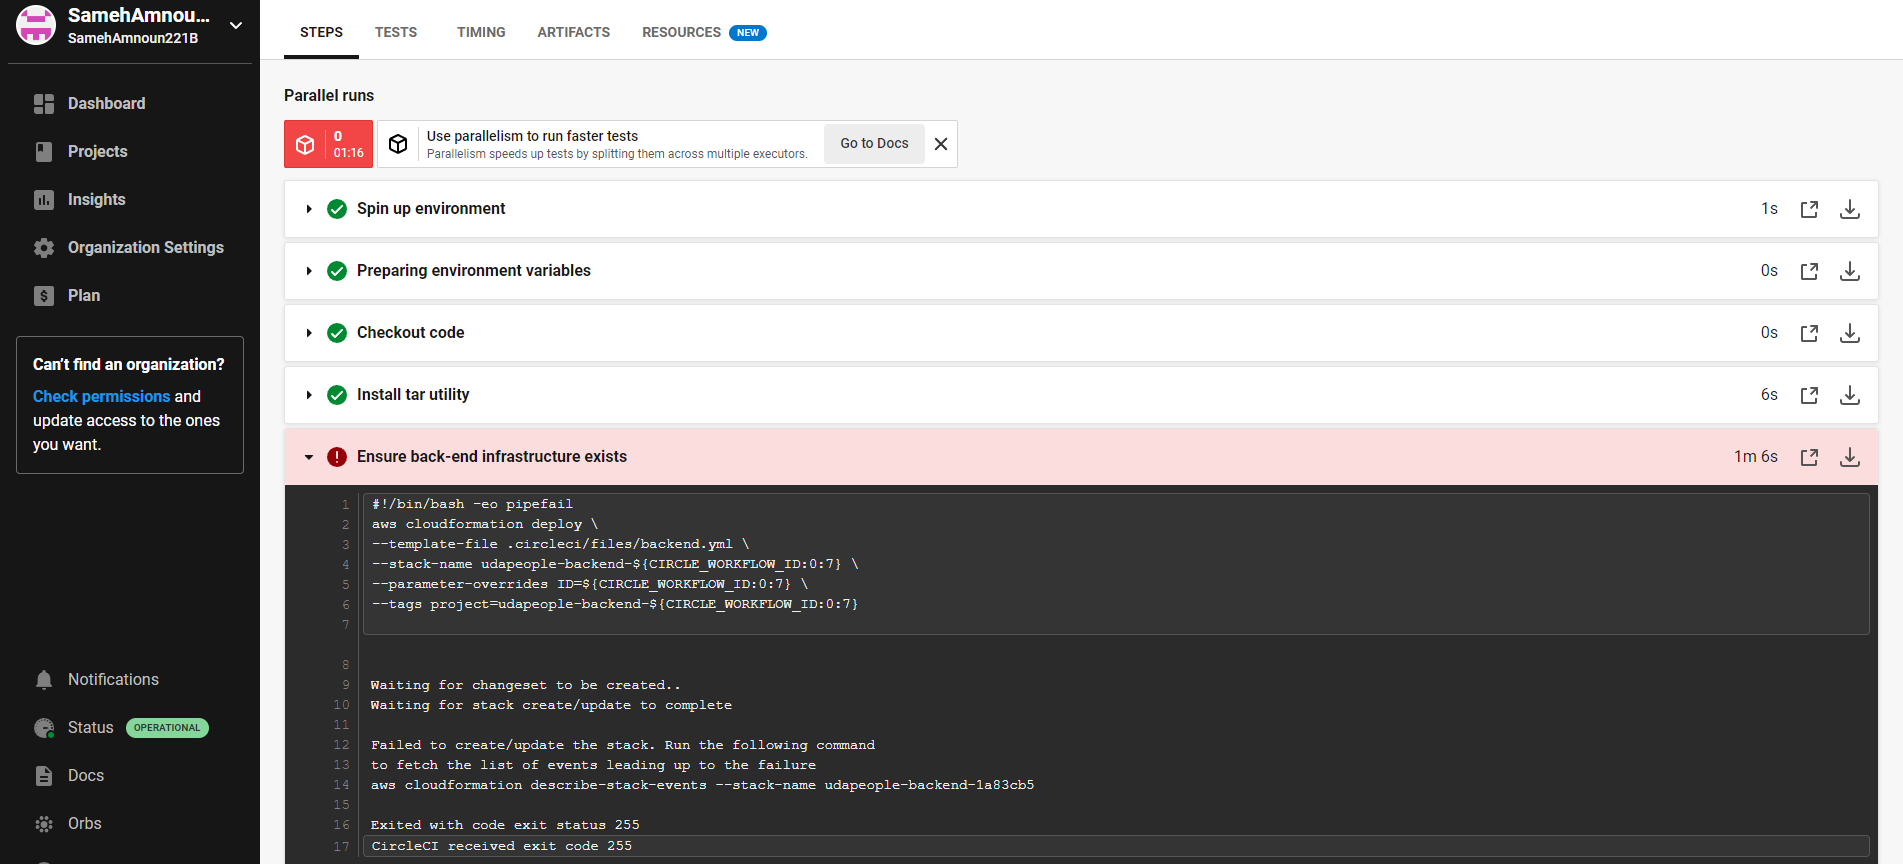 SamehAmnou...
SamehAmnoun221B
Dashboard
Projects
Insights
Organization Settings
Plan
Can't find an organization?
Check permissions and
update access to the ones
you want.
Notifications
Status OPERATIONAL
Docs
Orbs
STEPS TESTS TIMING ARTIFACTS RESOURCES NEW
Parallel runs
0
01:16
Use parallelism to run faster tests
Parallelism speeds up tests by splitting them across multiple executors.
Go to Docs
Spin up environment 1s
Preparing environment variables 0s
Checkout code 0s
Install tar utility 6s
Ensure back-end infrastructure exists 1m 6s
1 #!/bin/bash -eo pipefail
2 aws cloudformation deploy \
3 --template-file .circleci/files/backend.yml \
4 --stack-name udapeople-backend-${CIRCLE_WORKFLOW_ID:0:7} \
5 --parameter-overrides ID=${CIRCLE_WORKFLOW_ID:0:7} \
6 --tags project=udapeople-backend-${CIRCLE_WORKFLOW_ID:0:7}
7
8
9 Waiting for changeset to be created..
10 Waiting for stack create/update to complete
11
12 Failed to create/update the stack. Run the following command
13 to fetch the list of events leading up to the failure
14 aws cloudformation describe-stack-events --stack-name udapeople-backend-1a83cb5
15
16 Exited with code exit status 255
17 CircleCI received exit code 255